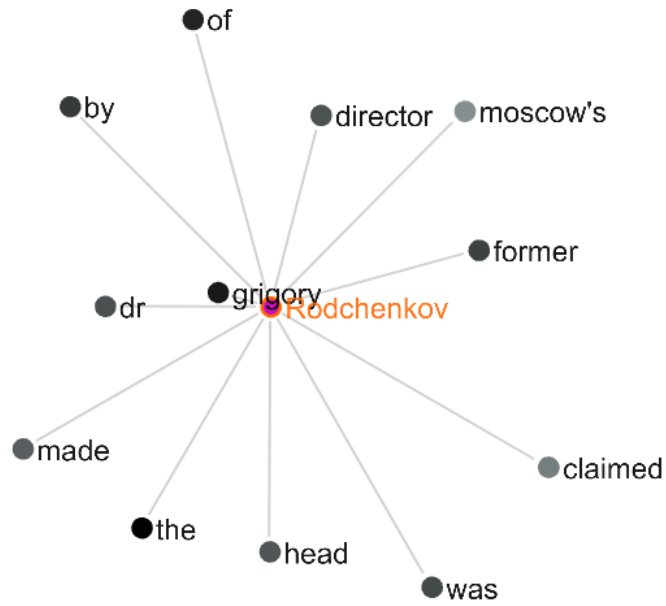 of
by
director
moscow's
former
grigory
dr
Rodchenkov
made
claimed
the
head
was